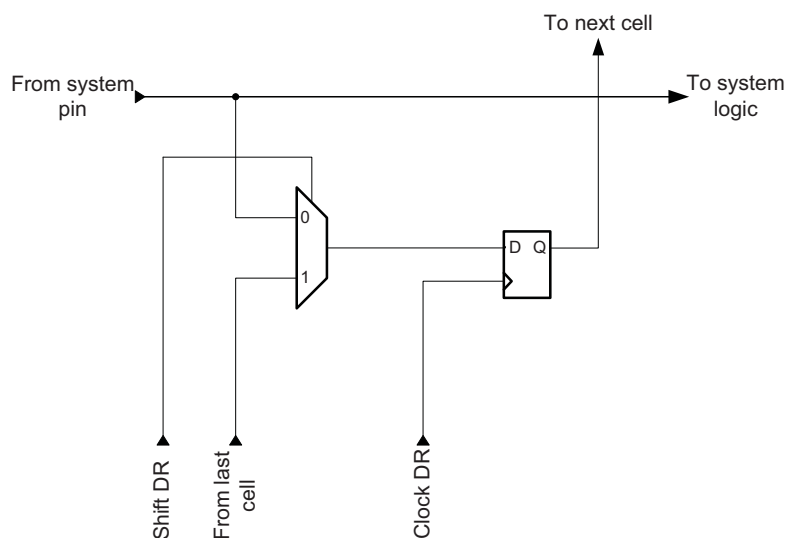 To next cell
From system
pin
To system
logic
0
1
D Q
Shift DR
From last
cell
Clock DR